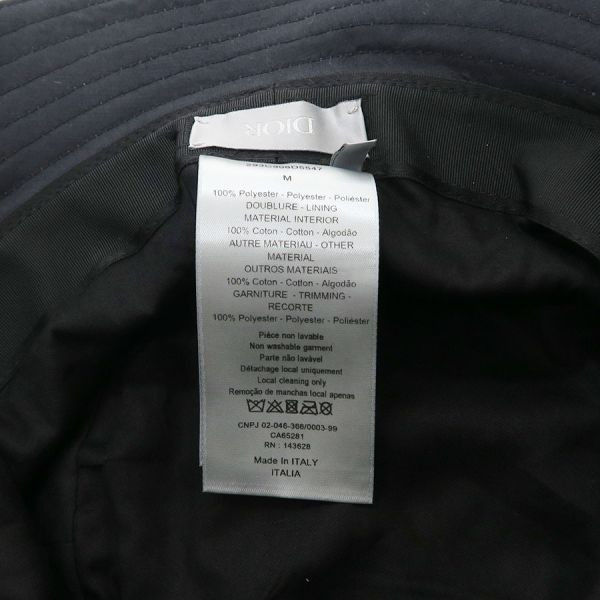 DIOR
293C906D5547
M
100% Polyester - Polyester - Poliéster
DOUBLURE - LINING
MATERIAL INTERIOR
100% Coton - Cotton - Algodão
AUTRE MATERIAU - OTHER
MATERIAL
OUTROS MATERIAIS
100% Coton - Cotton - Algodão
GARNITURE - TRIMMING -
RECORTE
100% Polyester - Polyester - Poliéster
Pièce non lavable
Non washable garment
Parte não lavável
Détachage local uniquement
Local cleaning only
Remoção de manchas local apenas
CNPJ 02-046-366/0003-99
CA65281
RN : 143628
Made In ITALY
ITALIA